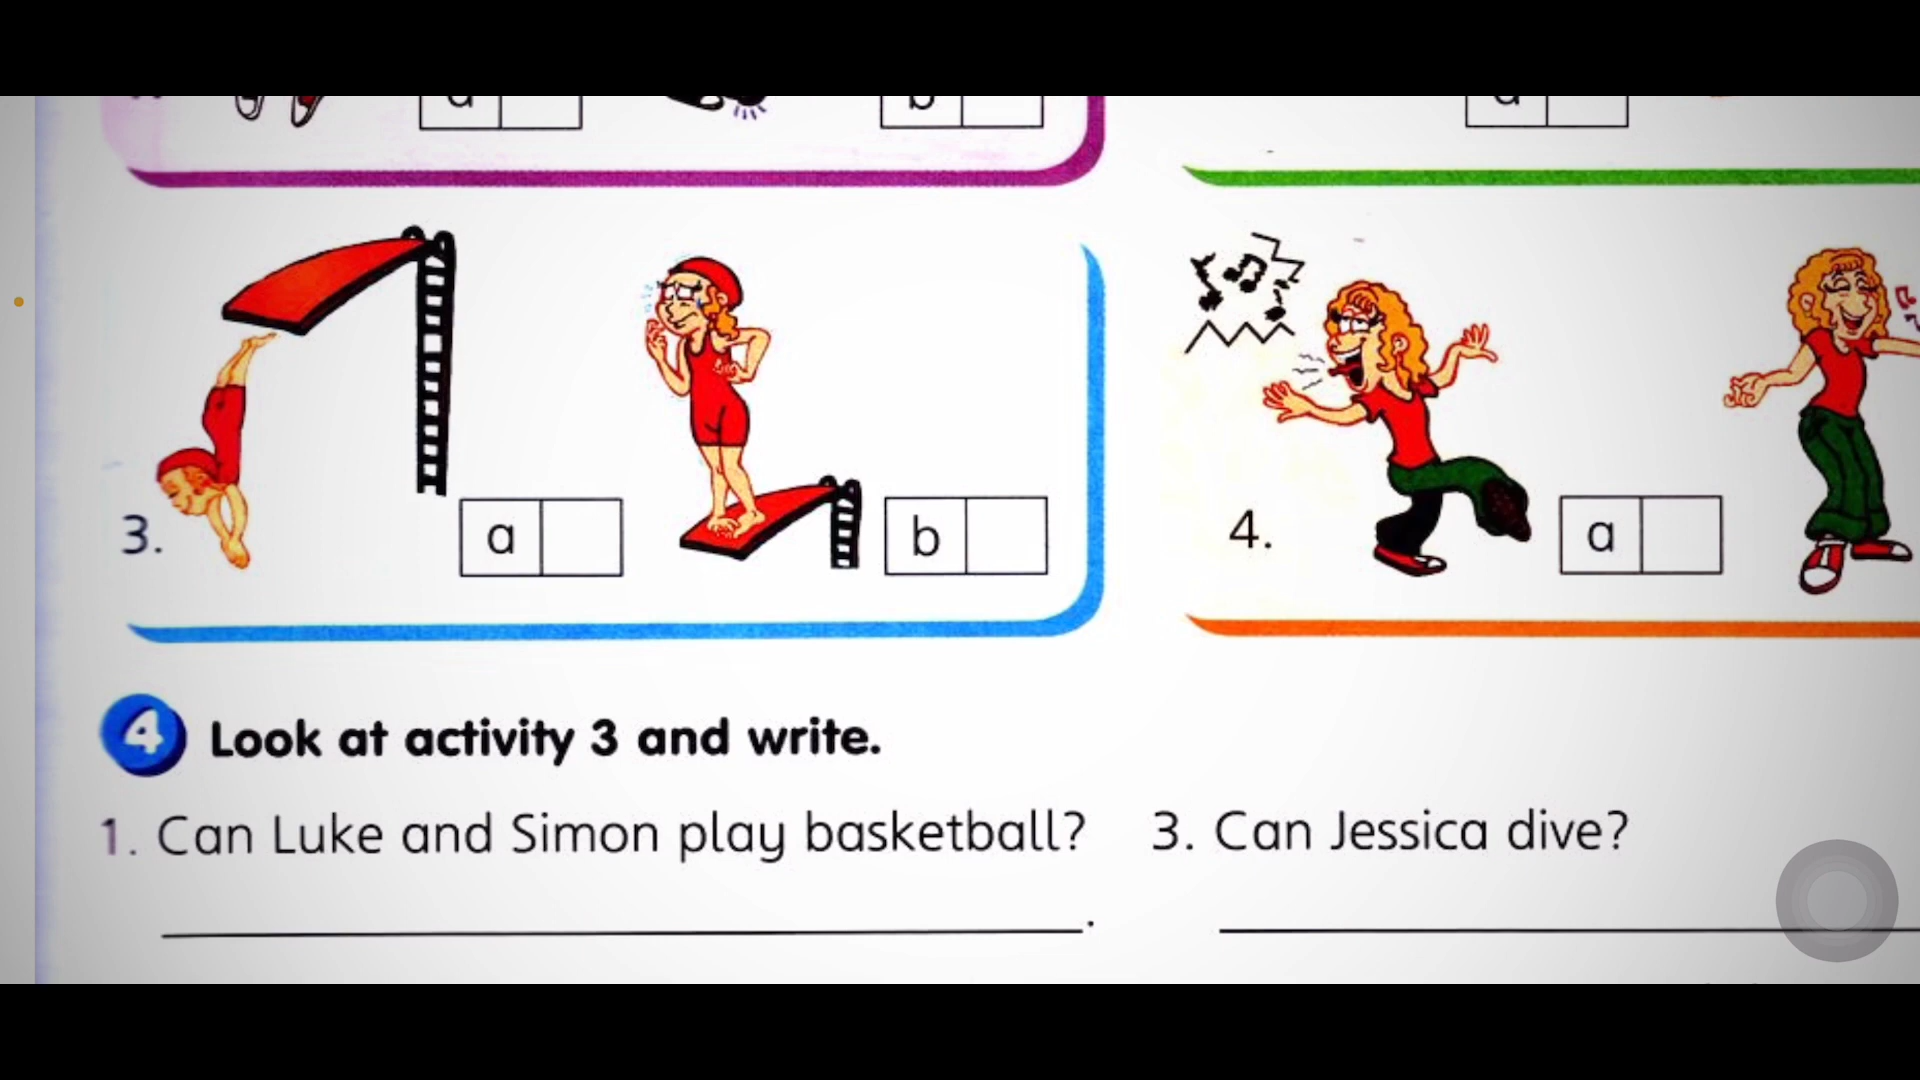 a
b
a
3.
a
b
4.
a
4 Look at activity 3 and write.
1. Can Luke and Simon play basketball?
3. Can Jessica dive?